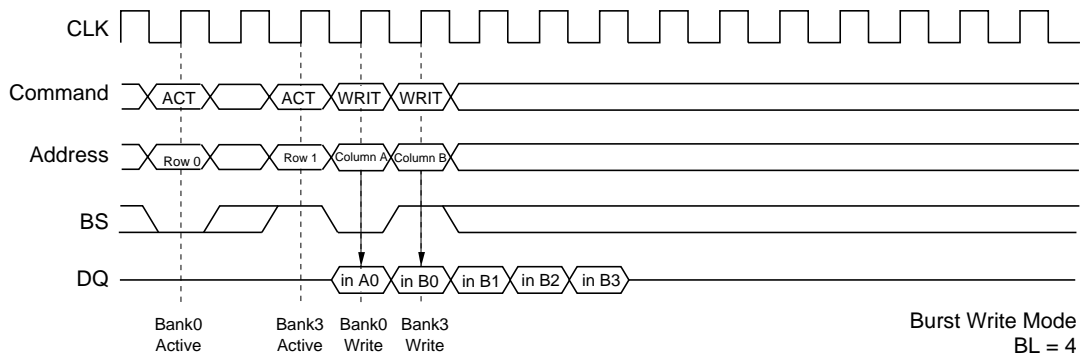 CLK
Command ACT ACT WRIT WRIT
Address Row 0 Row 1 Column A Column B
BS
DQ in A0 in B0 in B1 in B2 in B3
Bank0 Bank3 Bank0 Bank3
Active Active Write Write
Burst Write Mode
BL = 4